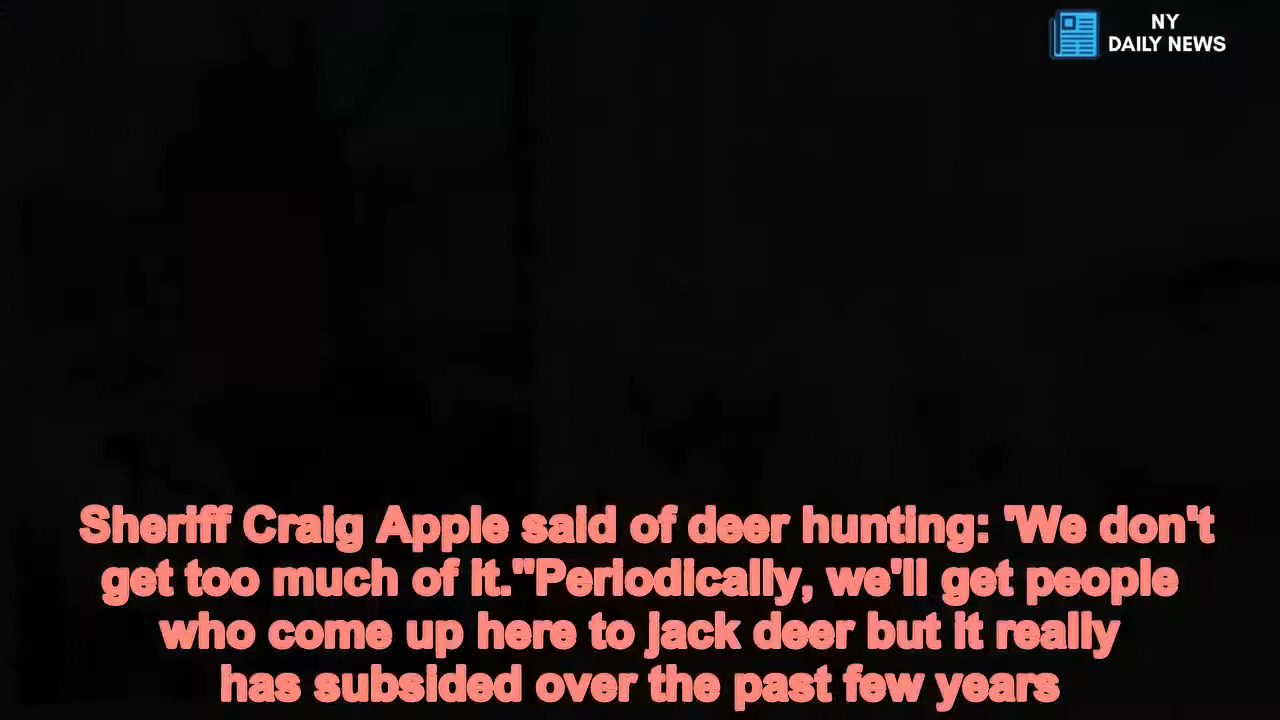 NY
DAILY NEWS
Sheriff Craig Apple said of deer hunting: 'We don't
get too much of it."Periodically, we'll get people
who come up here to jack deer but it really
has subsided over the past few years